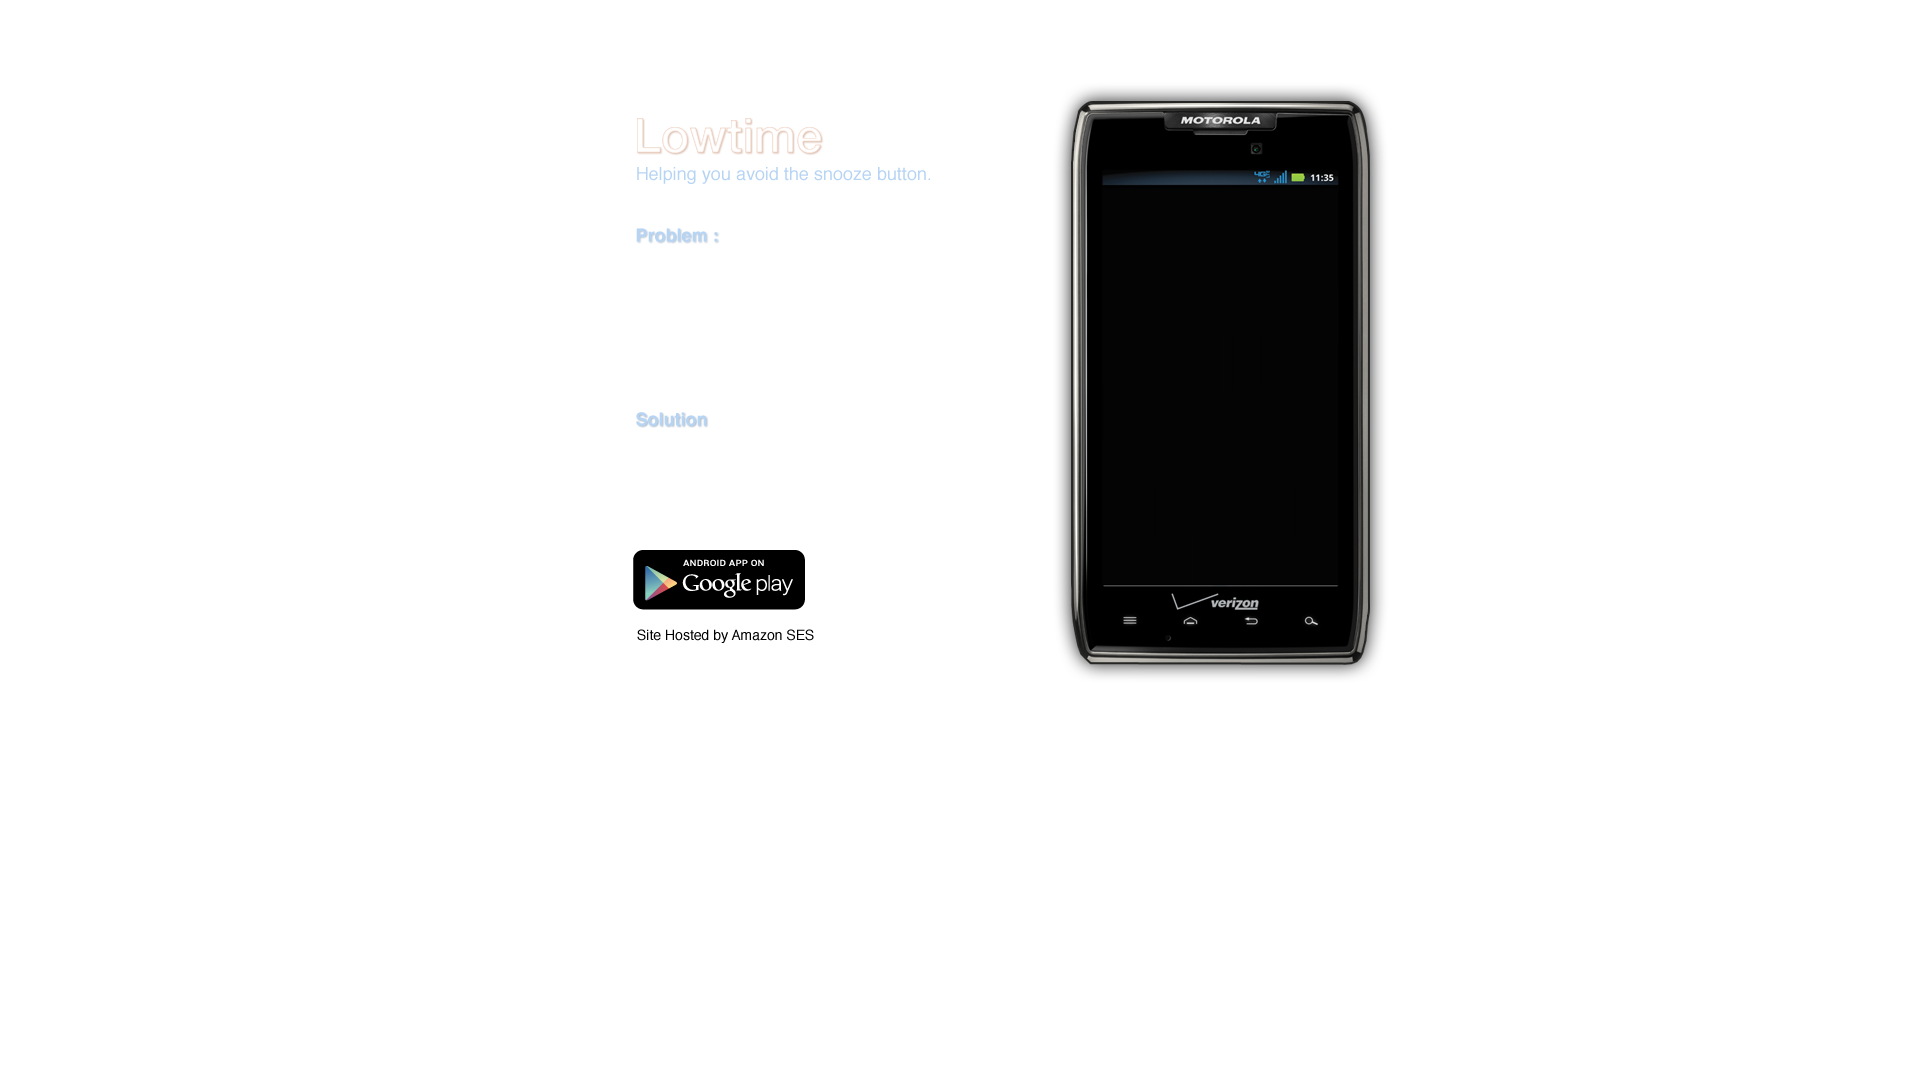 Lowtime
Helping you avoid the snooze button.
Problem :
Solution
ANDROID APP ON
Google play
Site Hosted by Amazon SES
MOTOROLA
4G 11:35
verizon